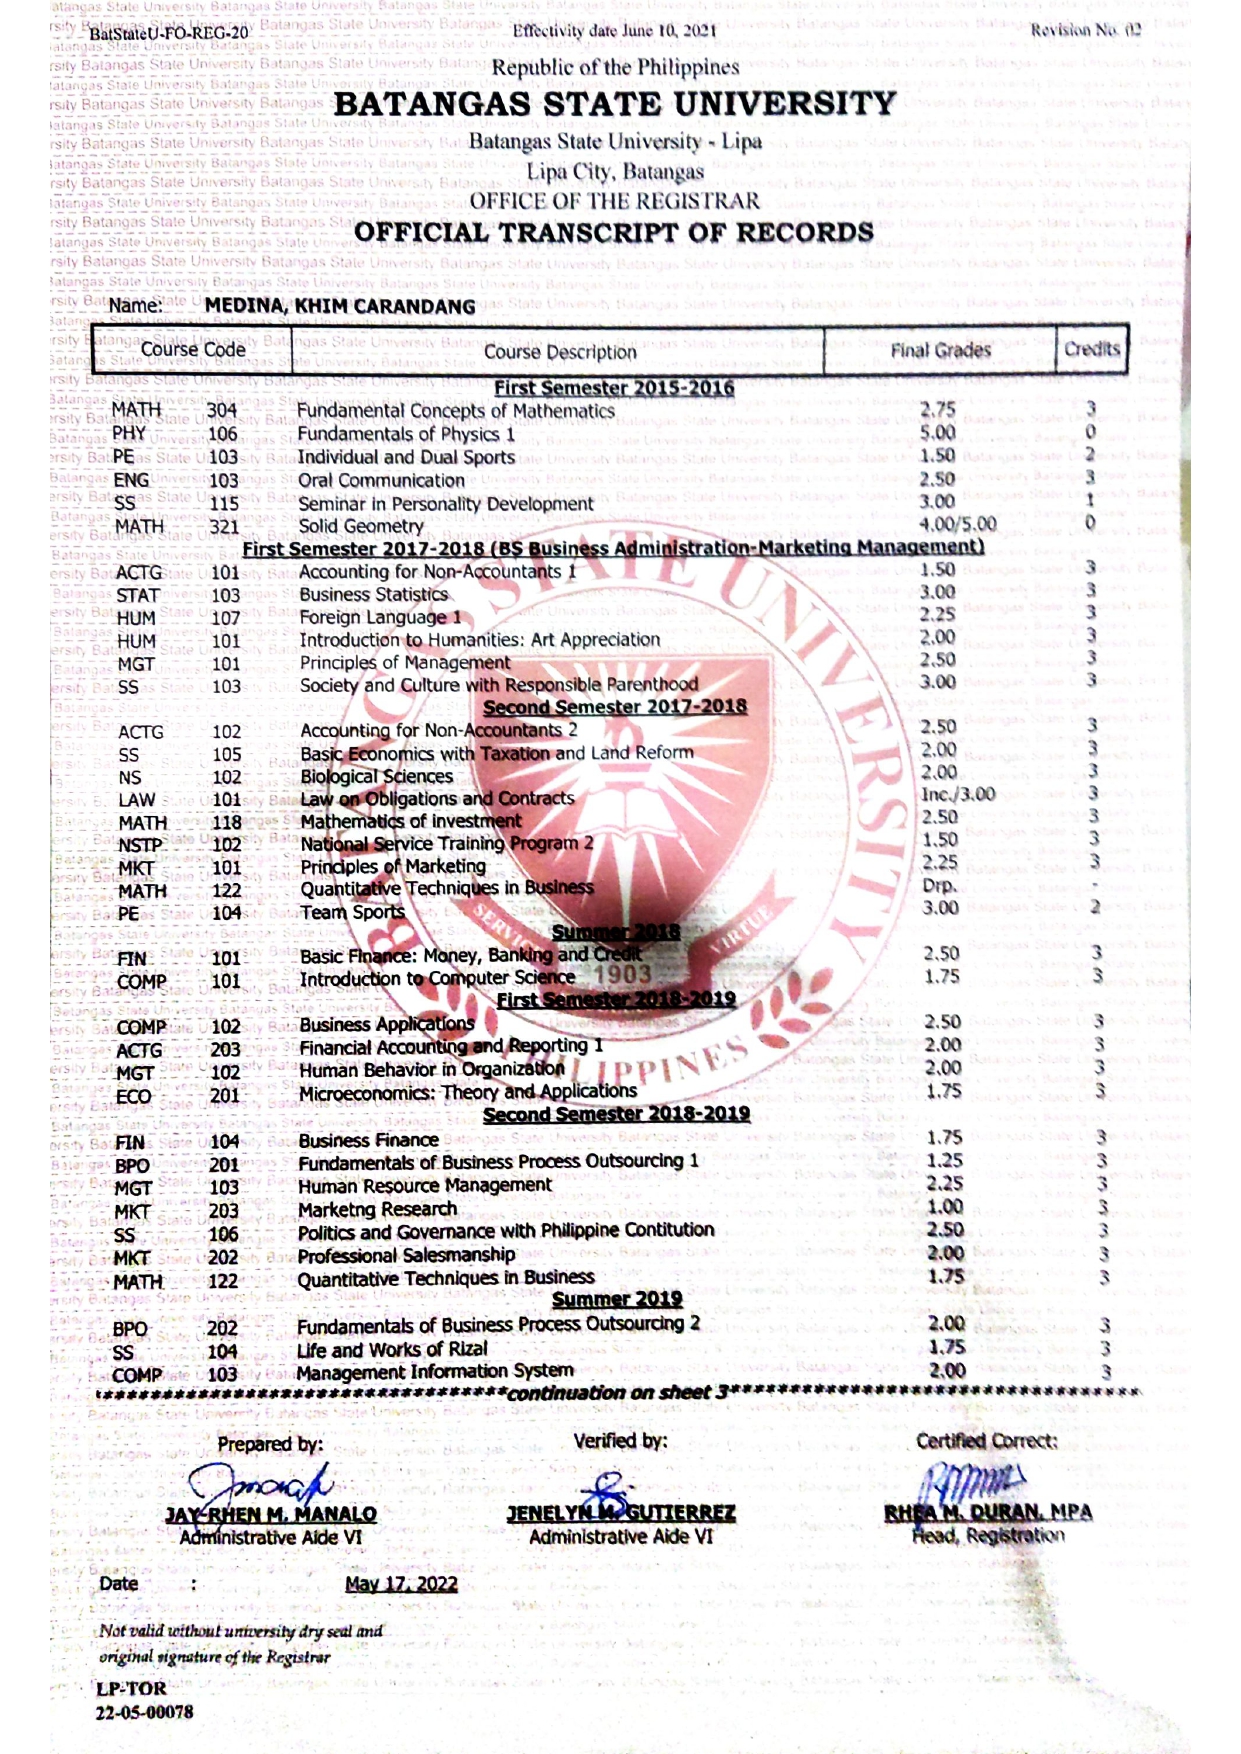 BatStateU-FO-REG-20 Effectivity date June 10, 2021 Revision No. 02
Republic of the Philippines
BATANGAS STATE UNIVERSITY
Batangas State University - Lipa
Lipa City, Batangas
OFFICE OF THE REGISTRAR
OFFICIAL TRANSCRIPT OF RECORDS
Name: MEDINA, KHIM CARANDANG
Course Code Course Description Final Grades Credits
First Semester 2015-2016
MATH 304 Fundamental Concepts of Mathematics 2.75 3
PHY 106 Fundamentals of Physics 1 5.00 0
PE 103 Individual and Dual Sports 1.50 2
ENG 103 Oral Communication 2.50 3
SS 115 Seminar in Personality Development 3.00 1
MATH 321 Solid Geometry 4.00/5.00 0
First Semester 2017-2018 (BS Business Administration-Marketing Management)
ACTG 101 Accounting for Non-Accountants 1 1.50 3
STAT 103 Business Statistics 3.00 3
HUM 107 Foreign Language 1 2.25 3
HUM 101 Introduction to Humanities: Art Appreciation 2.00 3
MGT 101 Principles of Management 2.50 3
SS 103 Society and Culture with Responsible Parenthood 3.00 3
Second Semester 2017-2018
ACTG 102 Accounting for Non-Accountants 2 2.50 3
SS 105 Basic Economics with Taxation and Land Reform 2.00 3
NS 102 Biological Sciences 2.00 3
LAW 101 Law on Obligations and Contracts Inc./3.00 3
MATH 118 Mathematics of investment 2.50 3
NSTP 102 National Service Training Program 2 1.50 3
MKT 101 Principles of Marketing 2.25 3
MATH 122 Quantitative Techniques in Business Drp. -
PE 104 Team Sports 3.00 2
Summer 2018
FIN 101 Basic Finance: Money, Banking and Credit 2.50 3
COMP 101 Introduction to Computer Science 1.75 3
First Semester 2018-2019
COMP 102 Business Applications 2.50 3
ACTG 203 Financial Accounting and Reporting 1 2.00 3
MGT 102 Human Behavior in Organization 2.00 3
ECO 201 Microeconomics: Theory and Applications 1.75 3
Second Semester 2018-2019
FIN 104 Business Finance 1.75 3
BPO 201 Fundamentals of Business Process Outsourcing 1 1.25 3
MGT 103 Human Resource Management 2.25 3
MKT 203 Marketng Research 1.00 3
SS 106 Politics and Governance with Philippine Contitution 2.50 3
MKT 202 Professional Salesmanship 2.00 3
MATH 122 Quantitative Techniques in Business 1.75 3
Summer 2019
BPO 202 Fundamentals of Business Process Outsourcing 2 2.00 3
SS 104 Life and Works of Rizal 1.75 3
COMP 103 Management Information System 2.00 3
***********************************continuation on sheet 3***********************************
BATANGAS STATE UNIVERSITY
SERVICE VIRTUE
1903
PHILIPPINES
Prepared by: Verified by: Certified Correct:
JAY-RHEN M. MANALO JENELYN M. GUTIERREZ RHEA M. DURAN, MPA
Administrative Aide VI Administrative Aide VI Head, Registration
Date : May 17, 2022
Not valid without university dry seal and
original signature of the Registrar
LP-TOR
22-05-00078